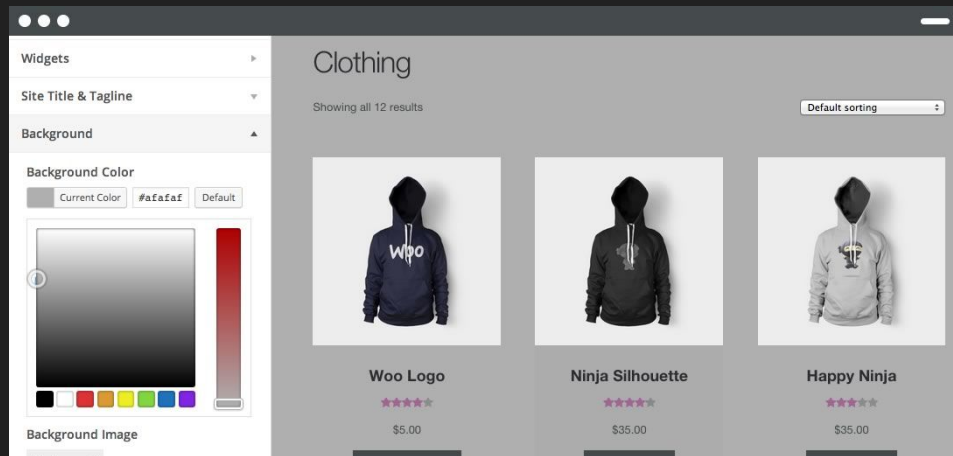 Widgets
Site Title & Tagline
Background
Background Color
Current Color #afafaf Default
Background Image
Clothing
Showing all 12 results
Default sorting
Woo
Woo Logo
$5.00
Ninja Silhouette
$35.00
Happy Ninja
$35.00